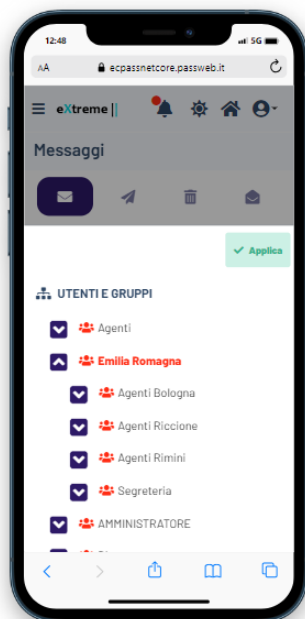 12:48
5G
AA ecpassnetcore.passweb.it
eXtreme ||
Messaggi
Applica
UTENTI E GRUPPI
Agenti
Emilia Romagna
Agenti Bologna
Agenti Riccione
Agenti Rimini
Segreteria
AMMINISTRATORE